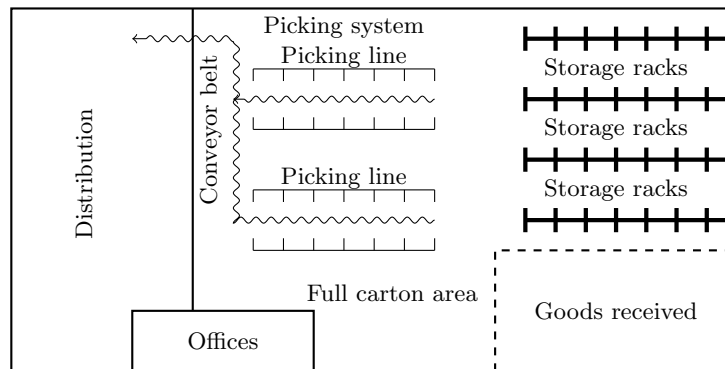 Picking system
Picking line
Storage racks
Conveyor belt
Distribution
Storage racks
Picking line
Storage racks
Full carton area
Goods received
Offices